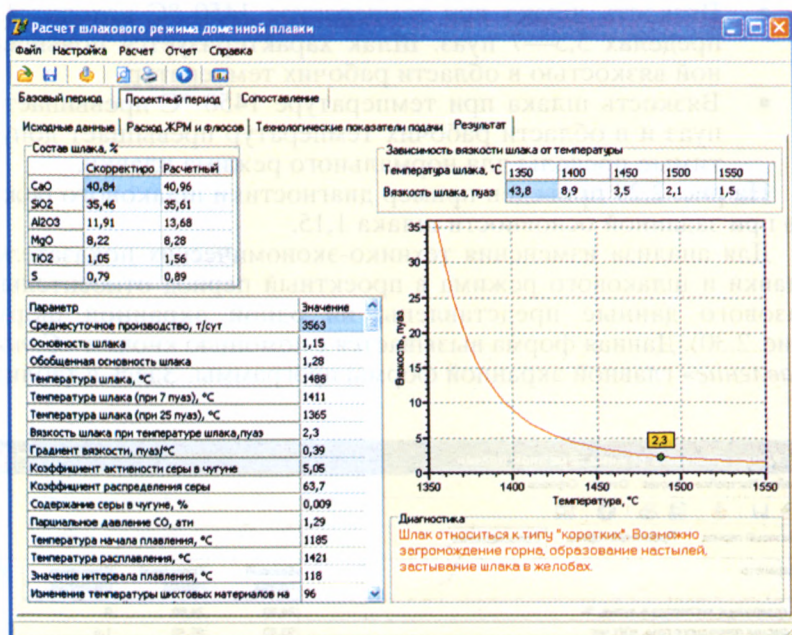 Расчет шлакового режима доменной плавки
Файл Настройка Расчет Отчет Справка
Базовый период Проектный период Сопоставление
Исходные данные Расход ЖРМ и флюсов Технологические показатели подачи Результат
Состав шлака, %
Скорректиро Расчетный
CaO 40,84 40,96
SiO2 35,46 35,61
Al2O3 11,91 13,68
MgO 8,22 8,28
TiO2 1,05 1,56
S 0,79 0,89
Зависимость вязкости шлака от температуры
Температура шлака, °C 1350 1400 1450 1500 1550
Вязкость шлака, пуаз 43,8 8,9 3,5 2,1 1,5
Параметр Значение
Среднесуточное производство, т/сут 3563
Основность шлака 1,15
Обобщенная основность шлака 1,28
Температура шлака, °C 1488
Температура шлака (при 7 пуаз), °C 1411
Температура шлака (при 25 пуаз), °C 1365
Вязкость шлака при температуре шлака,пуаз 2,3
Градиент вязкости, пуаз/°C 0,39
Коэффициент активности серы в чугуне 5,05
Коэффициент распределения серы 63,7
Содержание серы в чугуне, % 0,009
Парциальное давление CO, ати 1,29
Температура начала плавления, °C 1185
Температура расплавления, °C 1421
Значение интервала плавления, °C 118
Изменение температуры шихтовых материалов на 96
Вязкость, пуаз
35
30
25
20
15
10
5
0
2,3
1350 1400 1450 1500 1550
Температура, °C
Диагностика
Шлак относиться к типу "коротких". Возможно
загромождение горна, образование настылей,
застывание шлака в желобах.